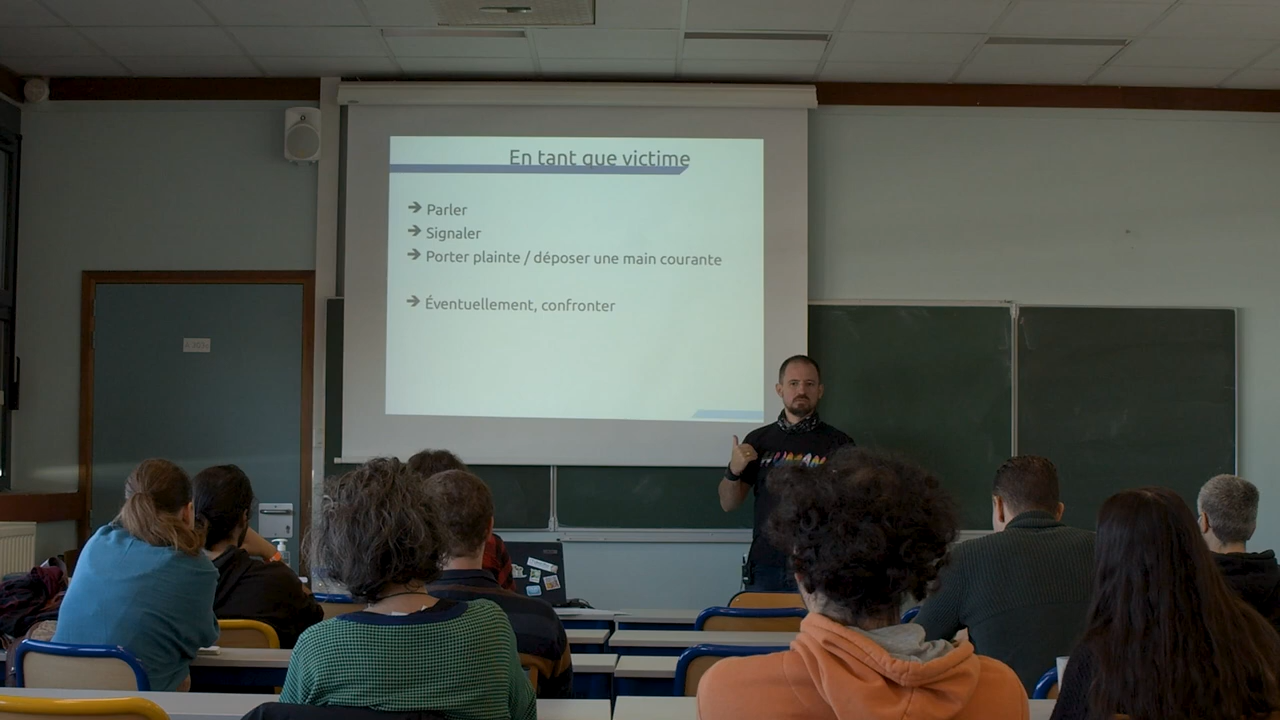 En tant que victime
➔ Parler
➔ Signaler
➔ Porter plainte / déposer une main courante
➔ Éventuellement, confronter